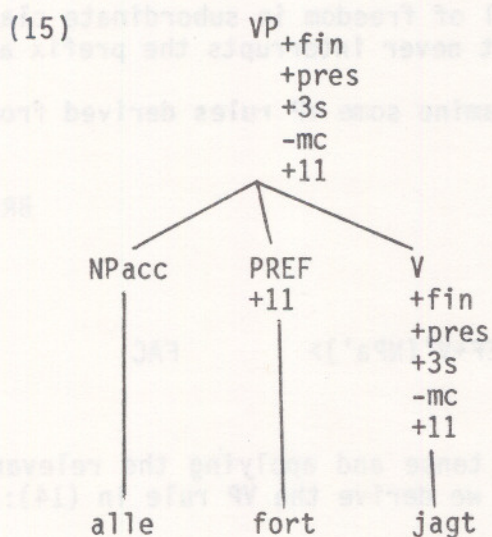 (15) VP+fin
+pres
+3s
-mc
+11
NPacc PREF V
+11 +fin
+pres
+3s
-mc
+11
alle fort jagt